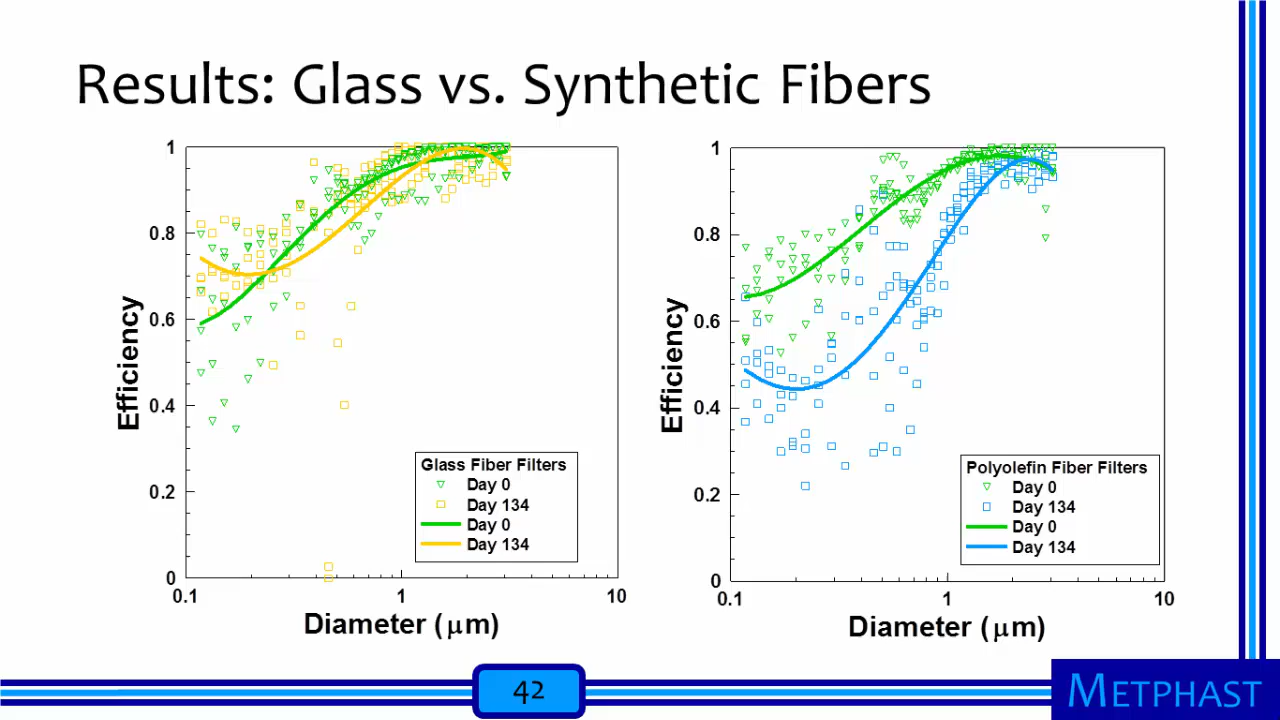 Results: Glass vs. Synthetic Fibers
1
0.8
0.6
0.4
0.2
0
0.1
1
10
Efficiency
Diameter (μm)
Glass Fiber Filters
Day 0
Day 134
Day 0
Day 134
1
0.8
0.6
0.4
0.2
0
0.1
1
10
Efficiency
Diameter (μm)
Polyolefin Fiber Filters
Day 0
Day 134
Day 0
Day 134
42
METPHAST